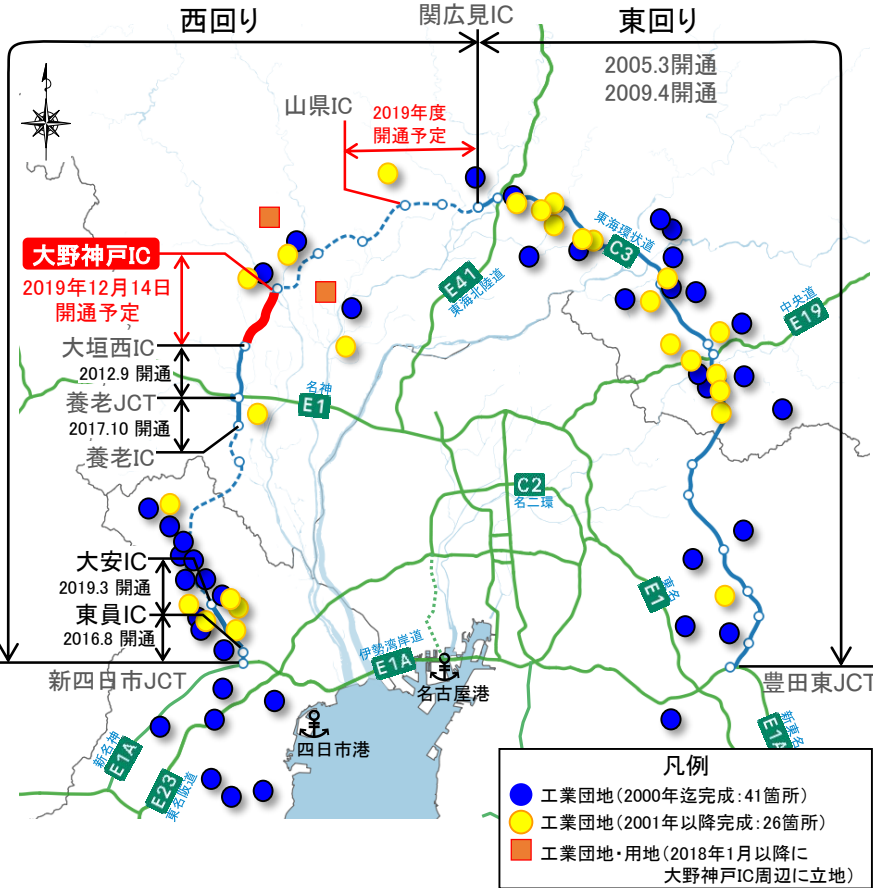 西回り
関広見IC
東回り
2005.3開通
2009.4開通
山県IC
2019年度
開通予定
大野神戸IC
2019年12月14日
開通予定
大垣西IC
2012.9 開通
養老JCT
2017.10 開通
養老IC
大安IC
2019.3 開通
東員IC
2016.8 開通
新四日市JCT
豊田東JCT
東海環状道
C3
E41
東海北陸道
中央道
E19
名神
E1
C2
名二環
東名
E1
伊勢湾岸道
E1A
名古屋港
四日市港
新名神
E1A
E23
東名阪道
新東名
E1A
凡例
工業団地(2000年迄完成:41箇所)
工業団地(2001年以降完成:26箇所)
工業団地・用地(2018年1月以降に
大野神戸IC周辺に立地)